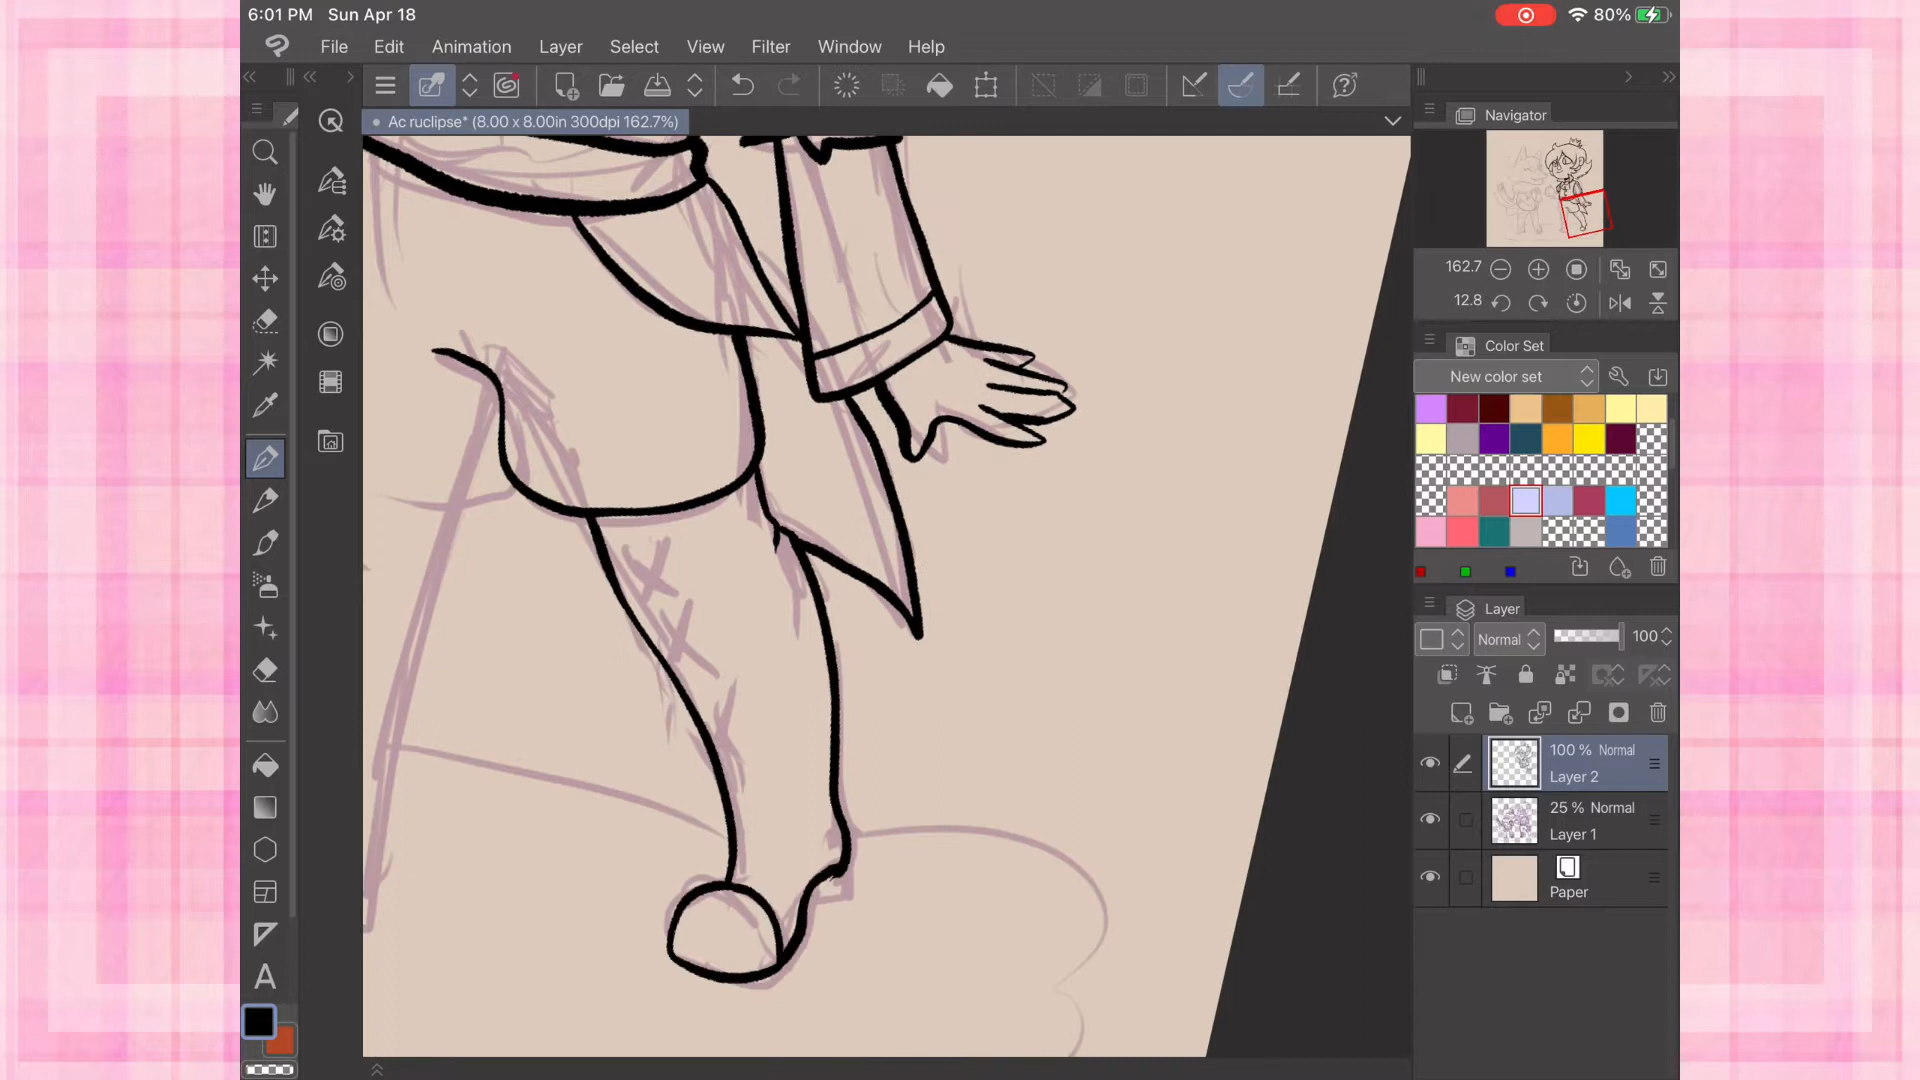 6:01 PM Sun Apr 18
80%
File Edit Animation Layer Select View Filter Window Help
Ac ruclipse* (8.00 x 8.00in 300dpi 162.7%)
Navigator
162.7
12.8
Color Set
New color set
Layer
Normal 100
100 % Normal
Layer 2
25 % Normal
Layer 1
Paper
A